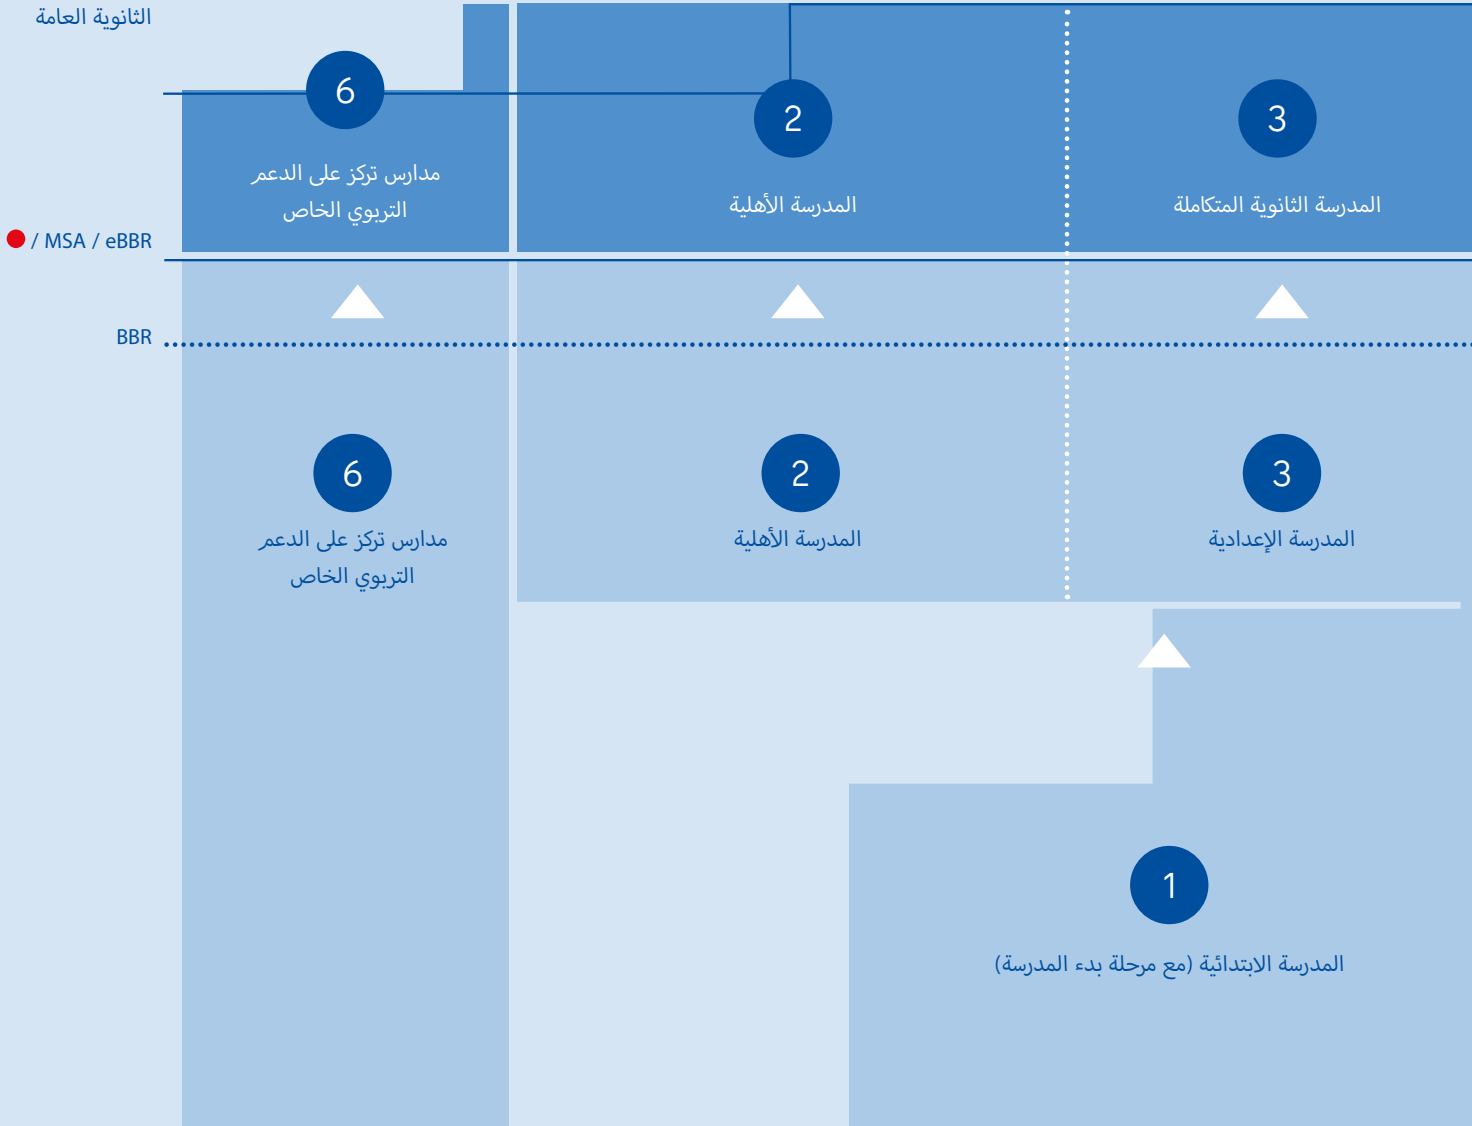 الثانوية العامة
3
2
6
المدرسة الثانوية المتكاملة
المدرسة الأهلية
مدارس تركز على الدعم
التربوي الخاص
/ MSA / eBBR
BBR
3
2
6
المدرسة الإعدادية
المدرسة الأهلية
مدارس تركز على الدعم
التربوي الخاص
1
المدرسة الابتدائية (مع مرحلة بدء المدرسة)